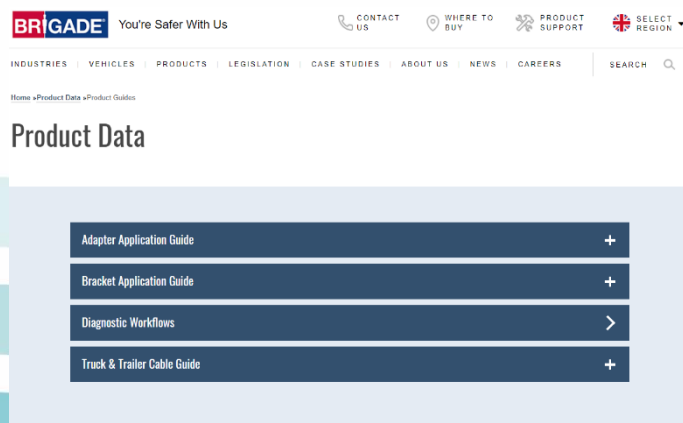 BRIGADE You're Safer With Us
CONTACT US
WHERE TO BUY
PRODUCT SUPPORT
SELECT REGION
INDUSTRIES | VEHICLES | PRODUCTS | LEGISLATION | CASE STUDIES | ABOUT US | NEWS | CAREERS
SEARCH
Home »Product Data »Product Guides
Product Data
Adapter Application Guide
Bracket Application Guide
Diagnostic Workflows
Truck & Trailer Cable Guide